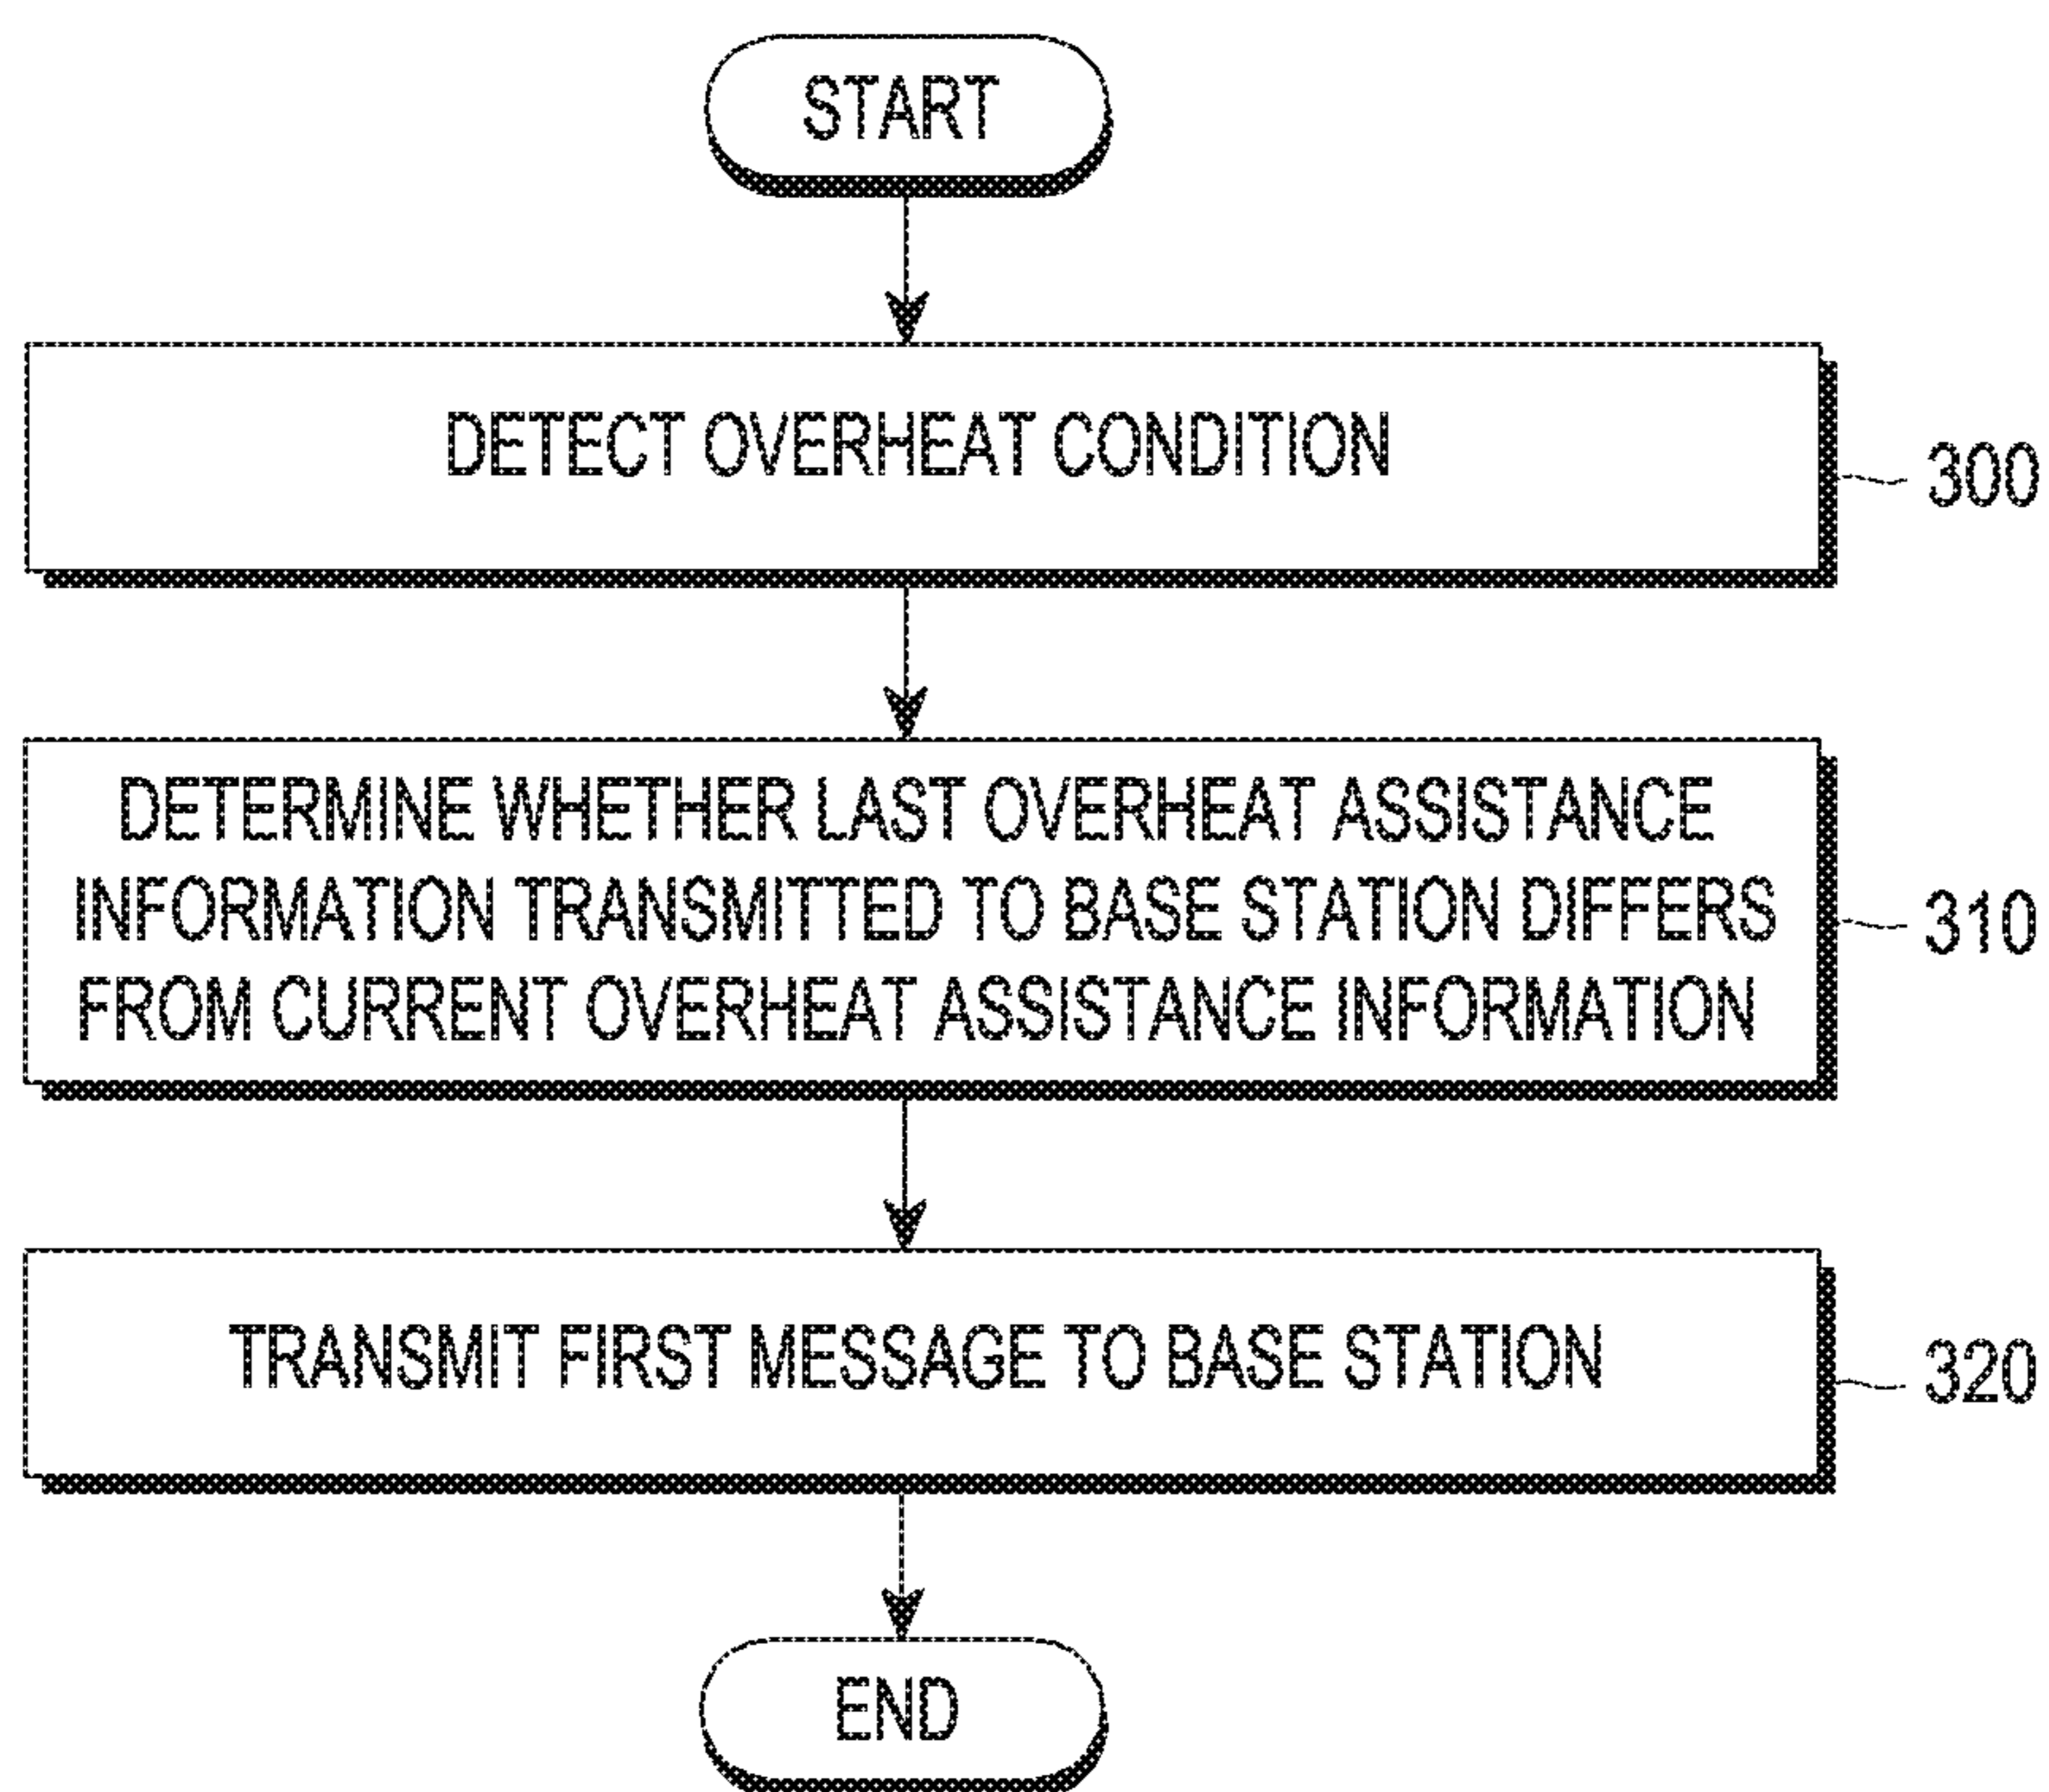 START
DETECT OVERHEAT CONDITION
300
DETERMINE WHETHER LAST OVERHEAT ASSISTANCE
INFORMATION TRANSMITTED TO BASE STATION DIFFERS
FROM CURRENT OVERHEAT ASSISTANCE INFORMATION
310
TRANSMIT FIRST MESSAGE TO BASE STATION
320
END